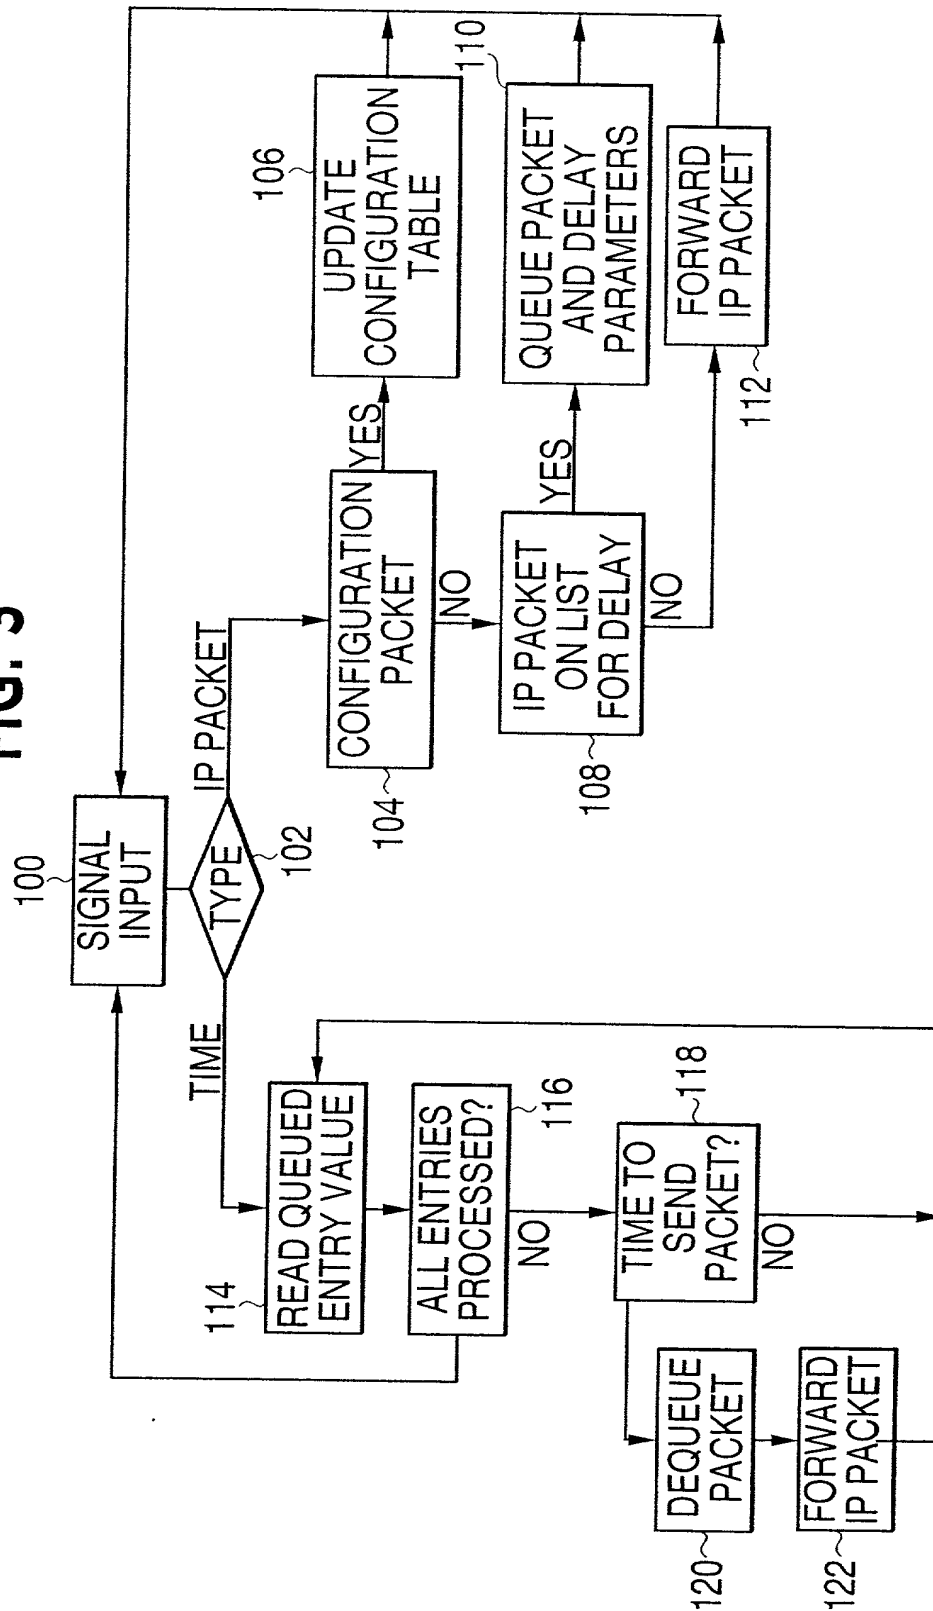 FIG.
100
SIGNAL
INPUT
TYPE
102
TIME
IP PACKET
CONFIGURATION
PACKET
104
YES
NO
UPDATE
CONFIGURATION
TABLE
106
IP PACKET
ON LIST
FOR DELAY
108
YES
NO
QUEUE PACKET
AND DELAY
PARAMETERS
110
FORWARD
IP PACKET
112
READ QUEUED
ENTRY VALUE
114
ALL ENTRIES
PROCESSED?
116
NO
TIME TO
SEND
PACKET?
118
NO
DEQUEUE
PACKET
120
FORWARD
IP PACKET
122